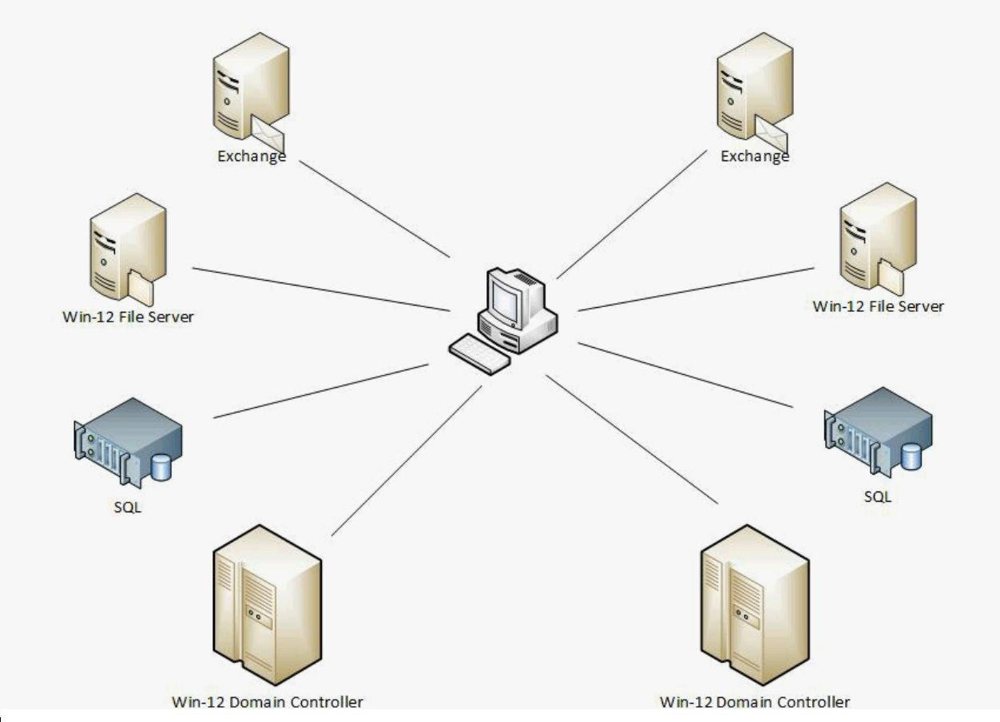 Exchange
Exchange
Win-12 File Server
Win-12 File Server
SQL
SQL
Win-12 Domain Controller
Win-12 Domain Controller